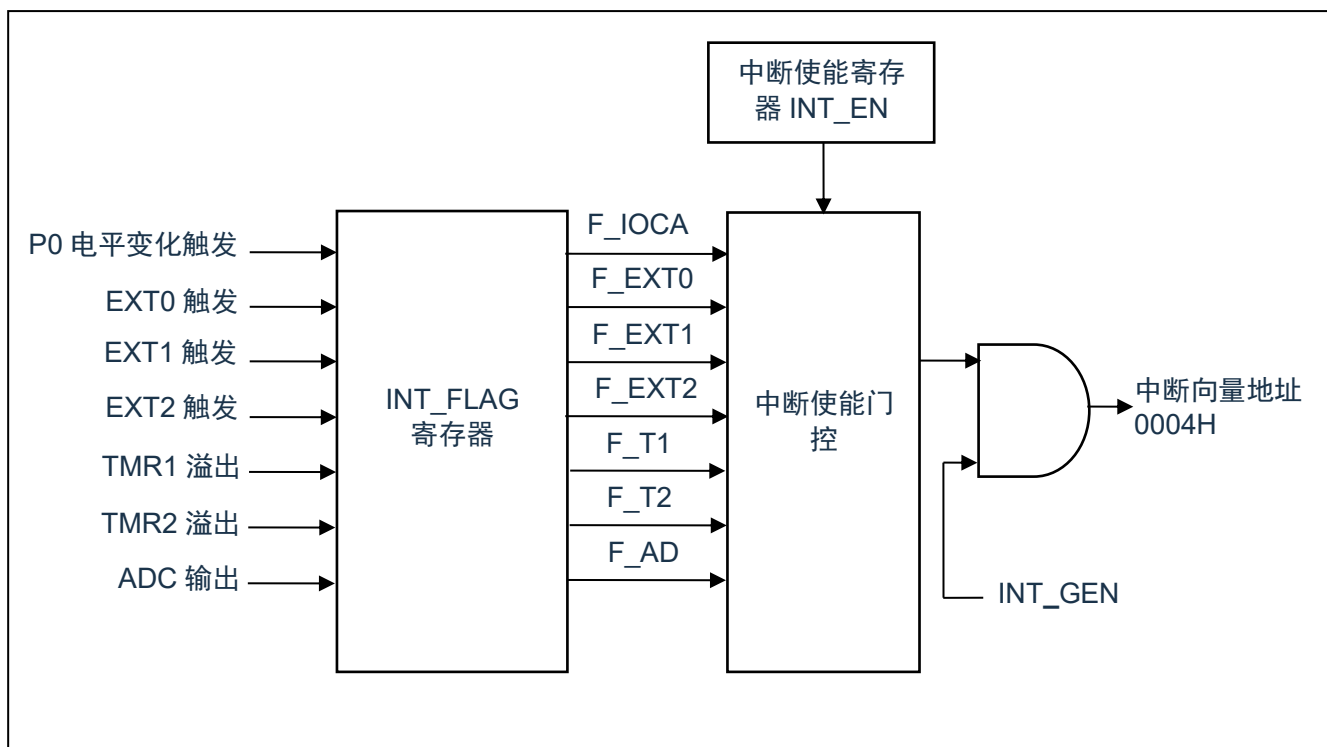 中断使能寄存
器 INT_EN
P0 电平变化触发
EXT0 触发
EXT1 触发
EXT2 触发
TMR1 溢出
TMR2 溢出
ADC 输出
INT_FLAG
寄存器
F_IOCA
F_EXT0
F_EXT1
F_EXT2
F_T1
F_T2
F_AD
中断使能门
控
中断向量地址
0004H
INT_GEN